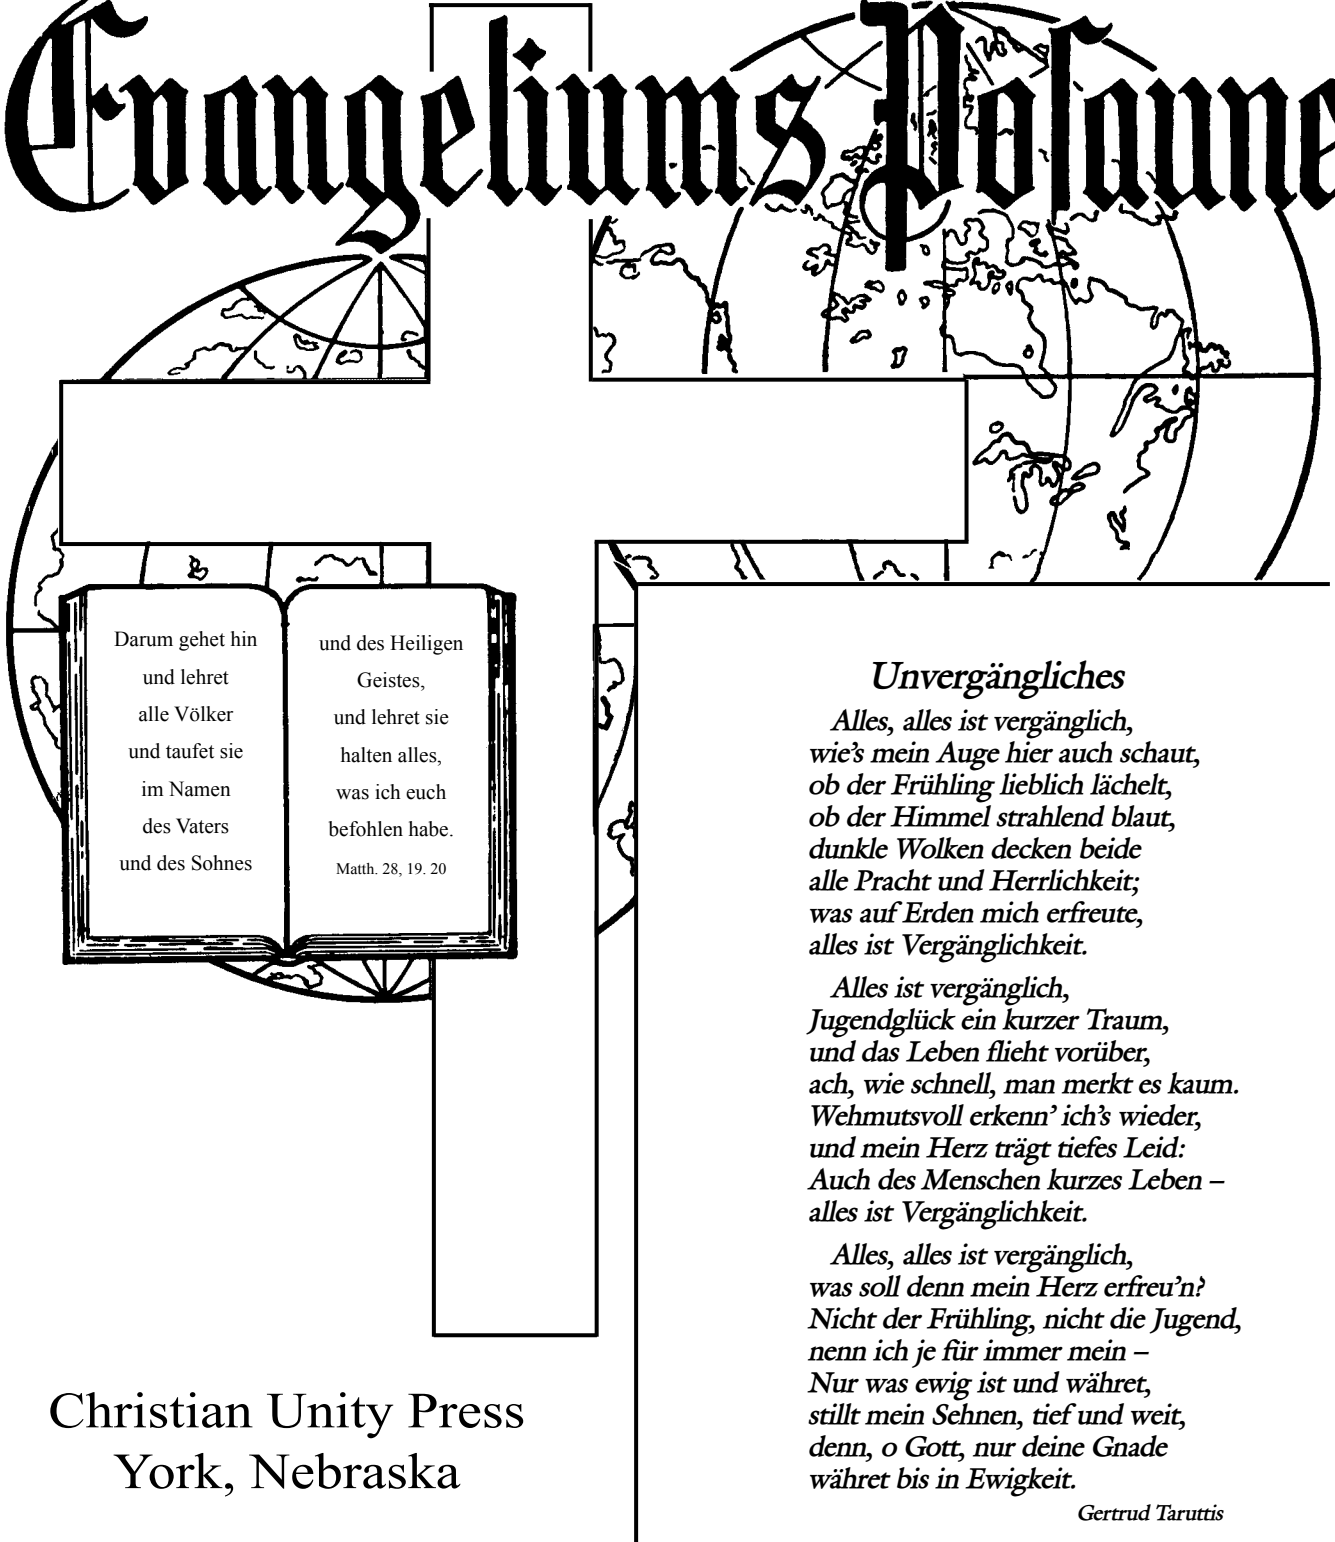 Evangeliums Poſaune
Darum gehet hin
und lehret
alle Völker
und taufet sie
im Namen
des Vaters
und des Sohnes
und des Heiligen
Geistes,
und lehret sie
halten alles,
was ich euch
befohlen habe.
Matth. 28, 19. 20
Christian Unity Press
York, Nebraska
Unvergängliches
Alles, alles ist vergänglich,
wie’s mein Auge hier auch schaut,
ob der Frühling lieblich lächelt,
ob der Himmel strahlend blaut,
dunkle Wolken decken beide
alle Pracht und Herrlichkeit;
was auf Erden mich erfreute,
alles ist Vergänglichkeit.
Alles ist vergänglich,
Jugendglück ein kurzer Traum,
und das Leben flieht vorüber,
ach, wie schnell, man merkt es kaum.
Wehmutsvoll erkenn’ ich’s wieder,
und mein Herz trägt tiefes Leid:
Auch des Menschen kurzes Leben –
alles ist Vergänglichkeit.
Alles, alles ist vergänglich,
was soll denn mein Herz erfreu’n?
Nicht der Frühling, nicht die Jugend,
nenn ich je für immer mein –
Nur was ewig ist und währet,
stillt mein Sehnen, tief und weit,
denn, o Gott, nur deine Gnade
währet bis in Ewigkeit.
Gertrud Taruttis